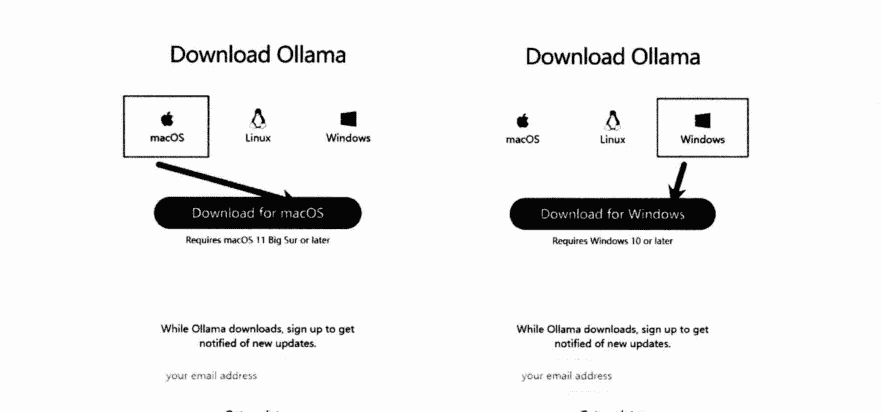 Download Ollama
macOS
Linux
Windows
Download for macOS
Requires macOS 11 Big Sur or later
While Ollama downloads, sign up to get
notified of new updates.
your email address
Download Ollama
macOS
Linux
Windows
Download for Windows
Requires Windows 10 or later
While Ollama downloads, sign up to get
notified of new updates.
your email address